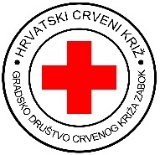 HRVATSKI CRVENI KRIŽ
GRADSKO DRUŠTVO CRVENOG KRIŽA ZABOK